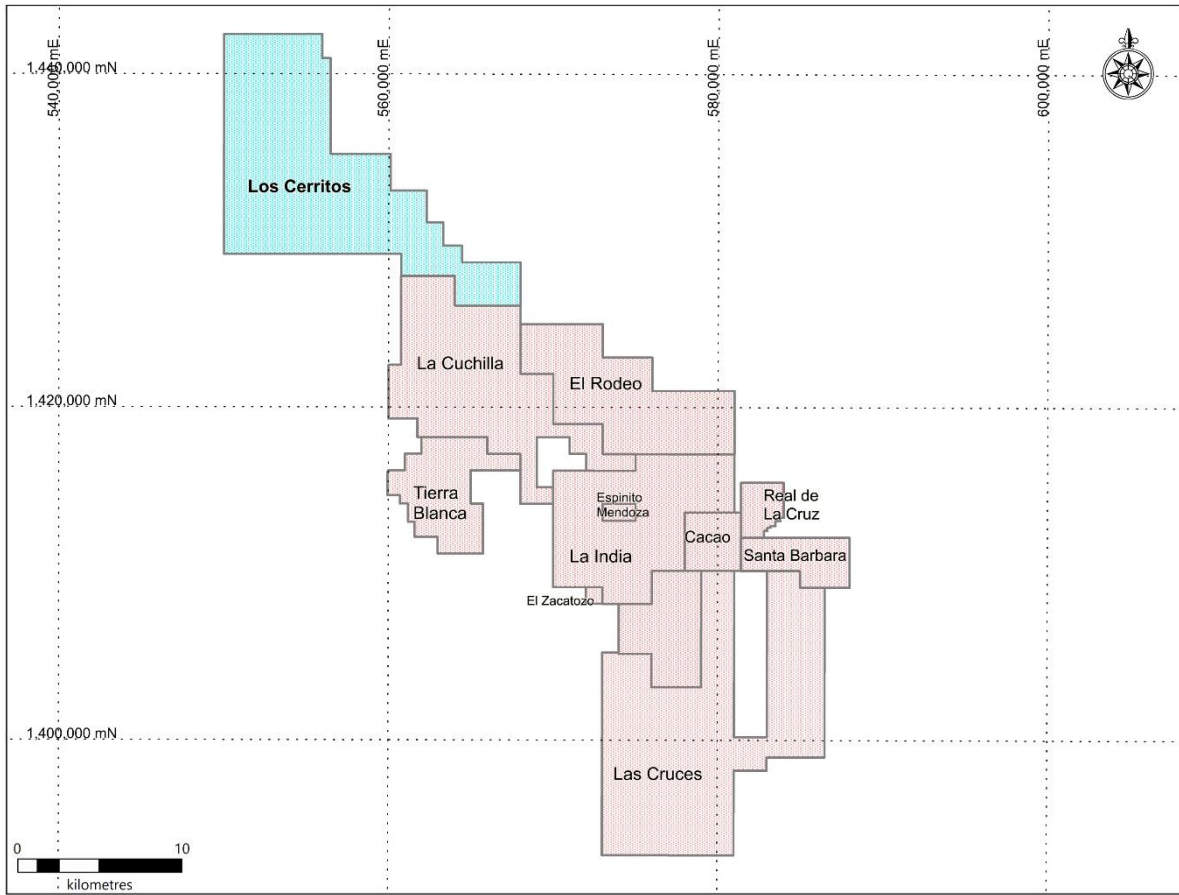 540,000 mE
560,000 mE
580,000 mE
600,000 mE
1,440,000 mN
Los Cerritos
La Cuchilla
El Rodeo
1,420,000 mN
Tierra
Blanca
Espinito
Mendoza
Real de
La Cruz
Cacao
La India
Santa Barbara
El Zacatozo
1,400,000 mN
Las Cruces
0 10
kilometres